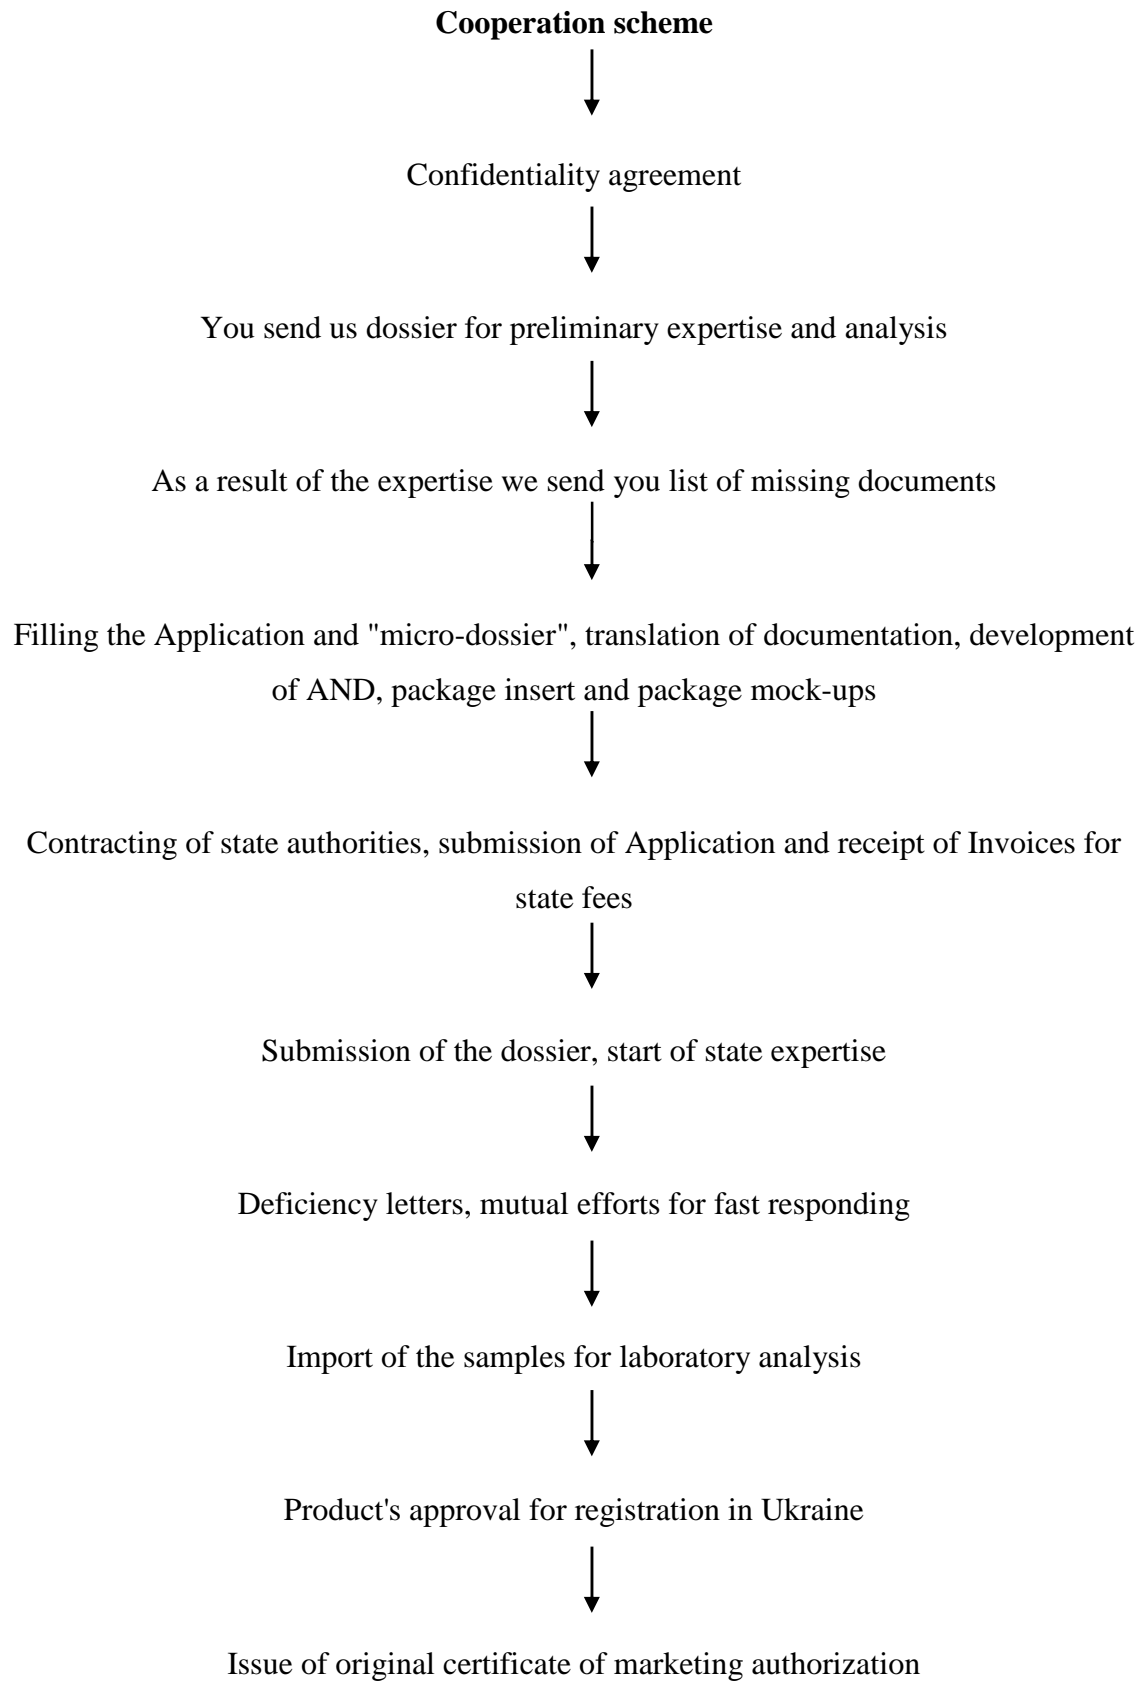 Cooperation scheme
Confidentiality agreement
You send us dossier for preliminary expertise and analysis
As a result of the expertise we send you list of missing documents
Filling the Application and "micro-dossier", translation of documentation, development
of AND, package insert and package mock-ups
Contracting of state authorities, submission of Application and receipt of Invoices for
state fees
Submission of the dossier, start of state expertise
Deficiency letters, mutual efforts for fast responding
Import of the samples for laboratory analysis
Product's approval for registration in Ukraine
Issue of original certificate of marketing authorization